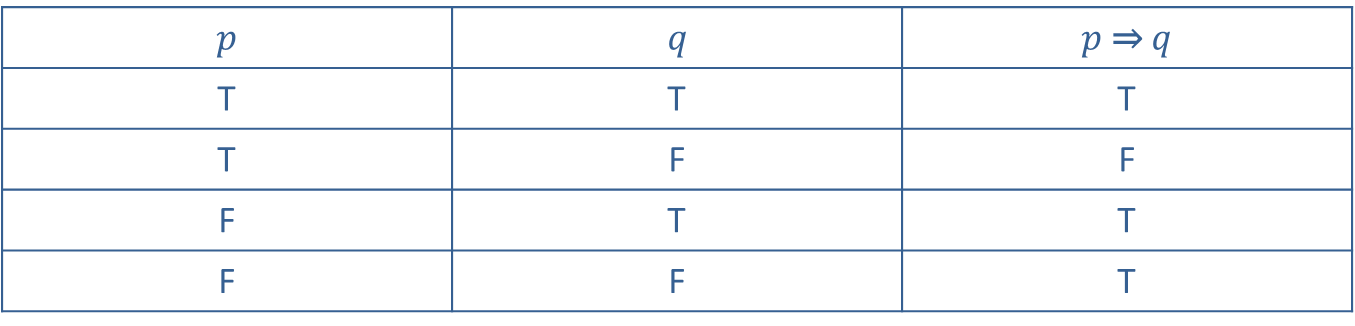 p q p ⇒ q
T T T
T F F
F T T
F F T